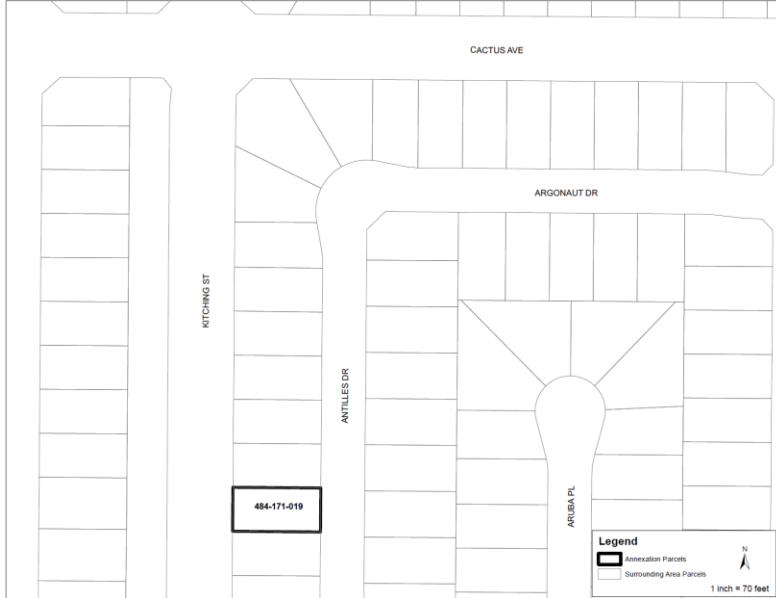 CACTUS AVE
ARGONAUT DR
KITCHING ST
ANTILLES DR
484-171-019
ARUBA PL
Legend
Annexation Parcels
Surrounding Area Parcels
N
1 inch = 70 feet